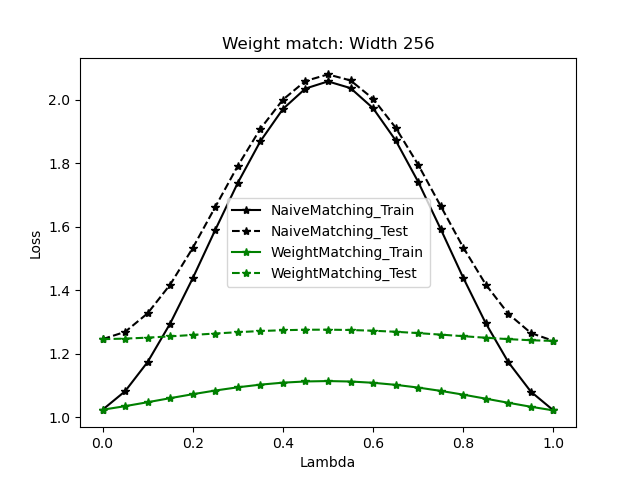 Weight match: Width 256
Loss
2.0
1.8
1.6
1.4
1.2
1.0
NaiveMatching_Train
NaiveMatching_Test
WeightMatching_Train
WeightMatching_Test
0.0 0.2 0.4 0.6 0.8 1.0
Lambda